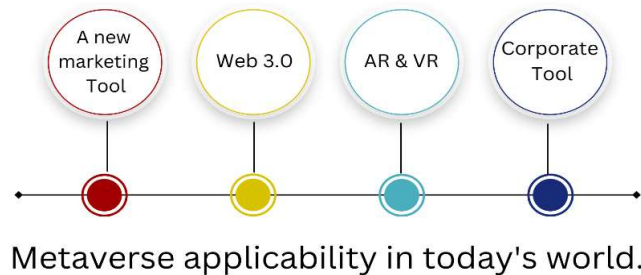 A new
marketing
Tool
Web 3.0
AR & VR
Corporate
Tool
Metaverse applicability in today's world.